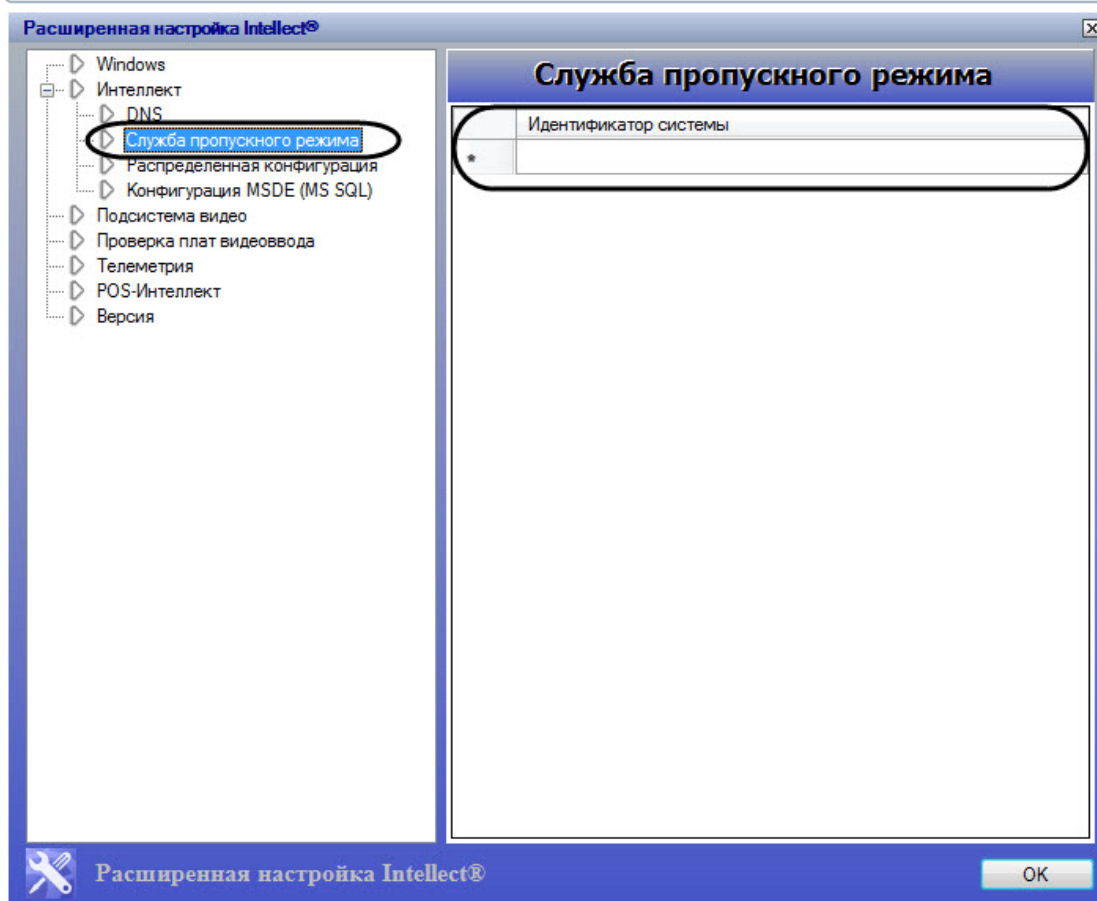 Расширенная настройка Intellect®
Windows
Интеллект
DNS
Служба пропускного режима
Распределенная конфигурация
Конфигурация MSDE (MS SQL)
Подсистема видео
Проверка плат видеоввода
Телеметрия
POS-Интеллект
Версия
Служба пропускного режима
Идентификатор системы
*
Расширенная настройка Intellect®
OK